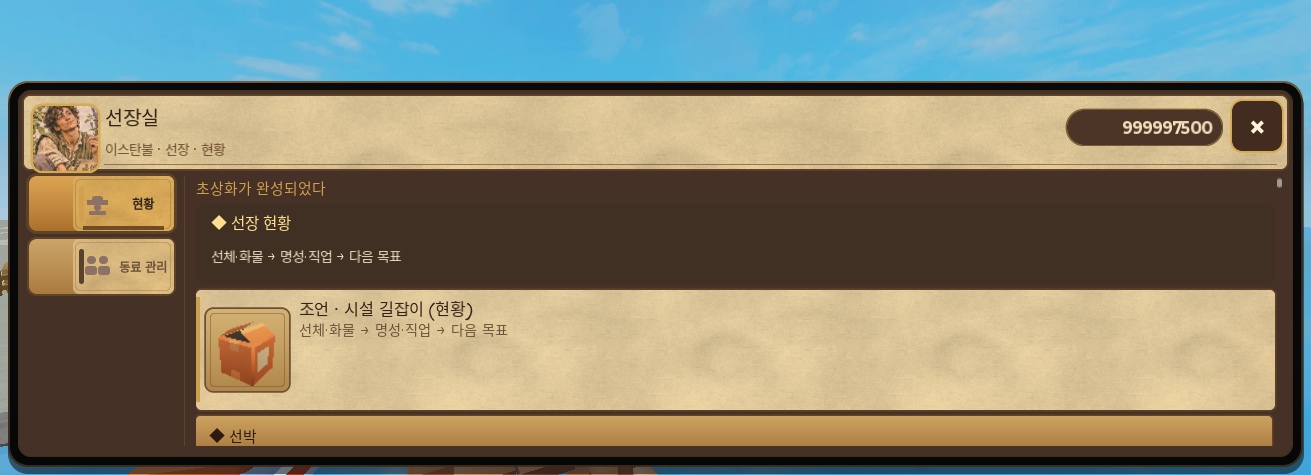 선장실
이스탄불 · 선장 · 현황
999997500
×
현황
동료 관리
초상화가 완성되었다
◆ 선장 현황
선체·화물 → 명성·직업 → 다음 목표
조언 · 시설 길잡이 (현황)
선체·화물 → 명성·직업 → 다음 목표
◆ 선박